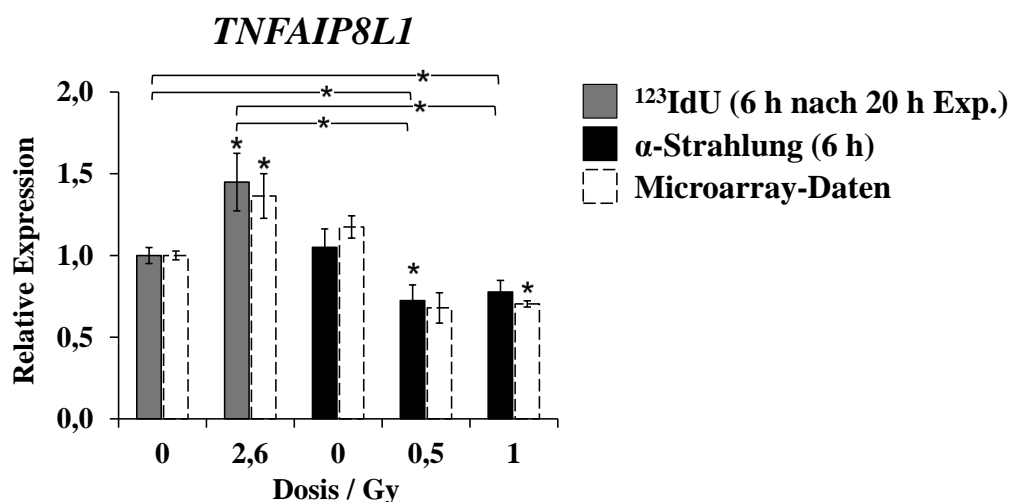 TNFAIP8L1
*
*
*
*
*
*
*
*
2,0
1,5
1,0
0,5
0,0
Relative Expression
0 2,6 0 0,5 1
Dosis / Gy
¹²³IdU (6 h nach 20 h Exp.)
α-Strahlung (6 h)
Microarray-Daten